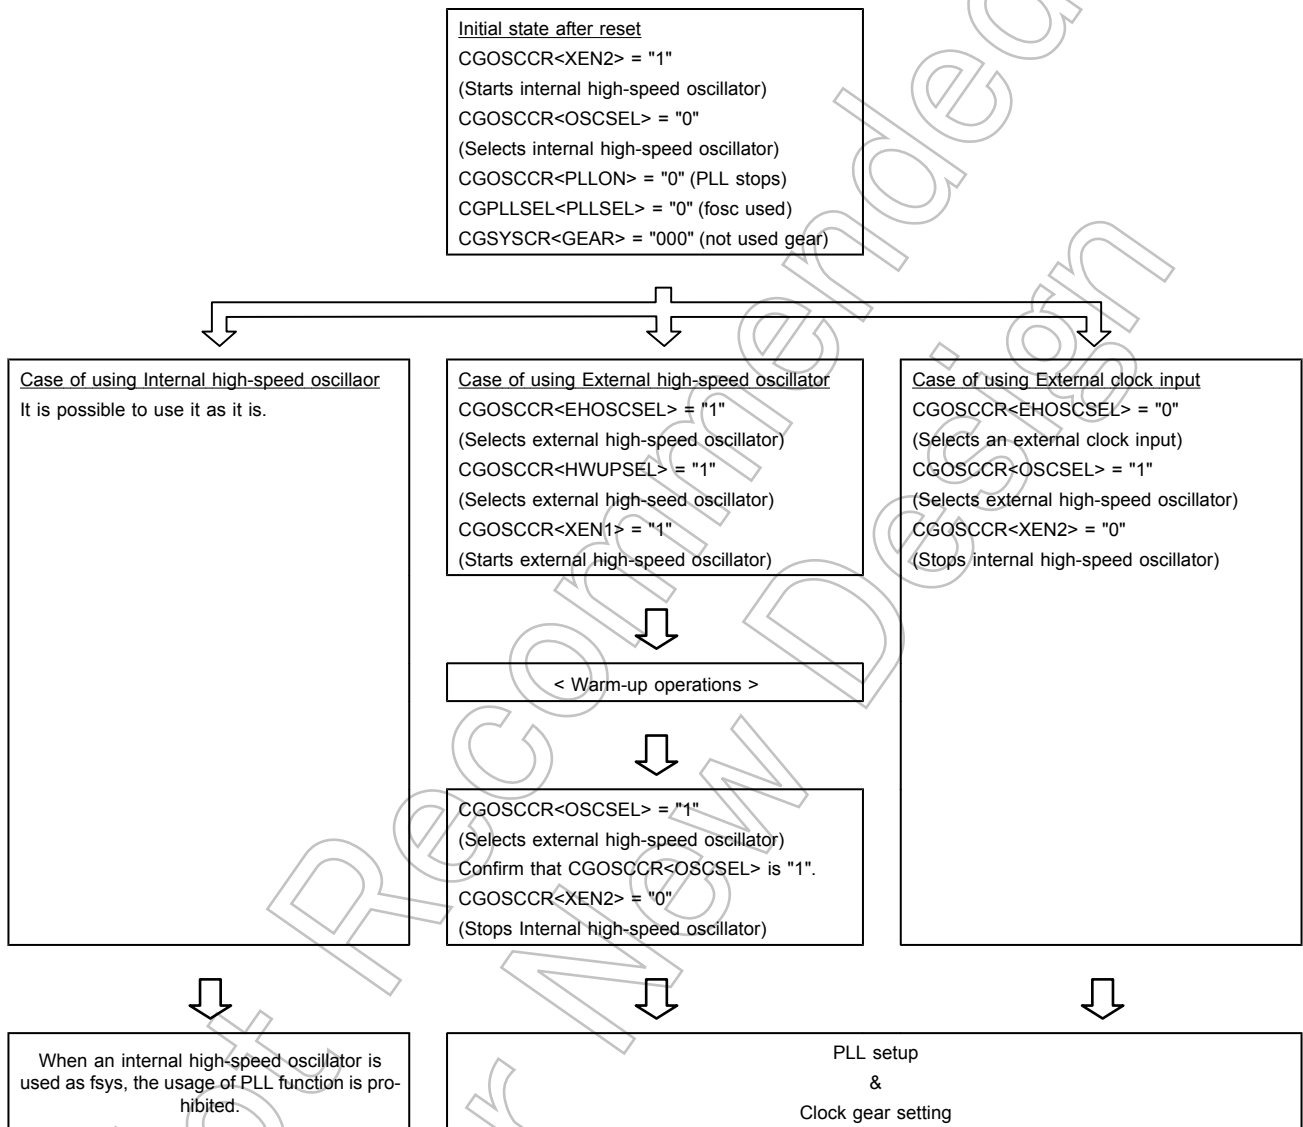 Initial state after reset
CGOSCCR<XEN2> = "1"
(Starts internal high-speed oscillator)
CGOSCCR<OSCSEL> = "0"
(Selects internal high-speed oscillator)
CGOSCCR<PLLON> = "0" (PLL stops)
CGPLLSEL<PLLSEL> = "0" (fosc used)
CGSYSCR<GEAR> = "000" (not used gear)
Case of using Internal high-speed oscillaor
It is possible to use it as it is.
Case of using External high-speed oscillator
CGOSCCR<EHOSCSEL> = "1"
(Selects external high-speed oscillator)
CGOSCCR<HWUPSEL> = "1"
(Selects external high-seed oscillator)
CGOSCCR<XEN1> = "1"
(Starts external high-speed oscillator)
< Warm-up operations >
CGOSCCR<OSCSEL> = "1"
(Selects external high-speed oscillator)
Confirm that CGOSCCR<OSCSEL> is "1".
CGOSCCR<XEN2> = "0"
(Stops Internal high-speed oscillator)
Case of using External clock input
CGOSCCR<EHOSCSEL> = "0"
(Selects an external clock input)
CGOSCCR<OSCSEL> = "1"
(Selects external high-speed oscillator)
CGOSCCR<XEN2> = "0"
(Stops internal high-speed oscillator)
When an internal high-speed oscillator is
used as fsys, the usage of PLL function is pro-
hibited.
PLL setup
&
Clock gear setting
Recommended
New Design